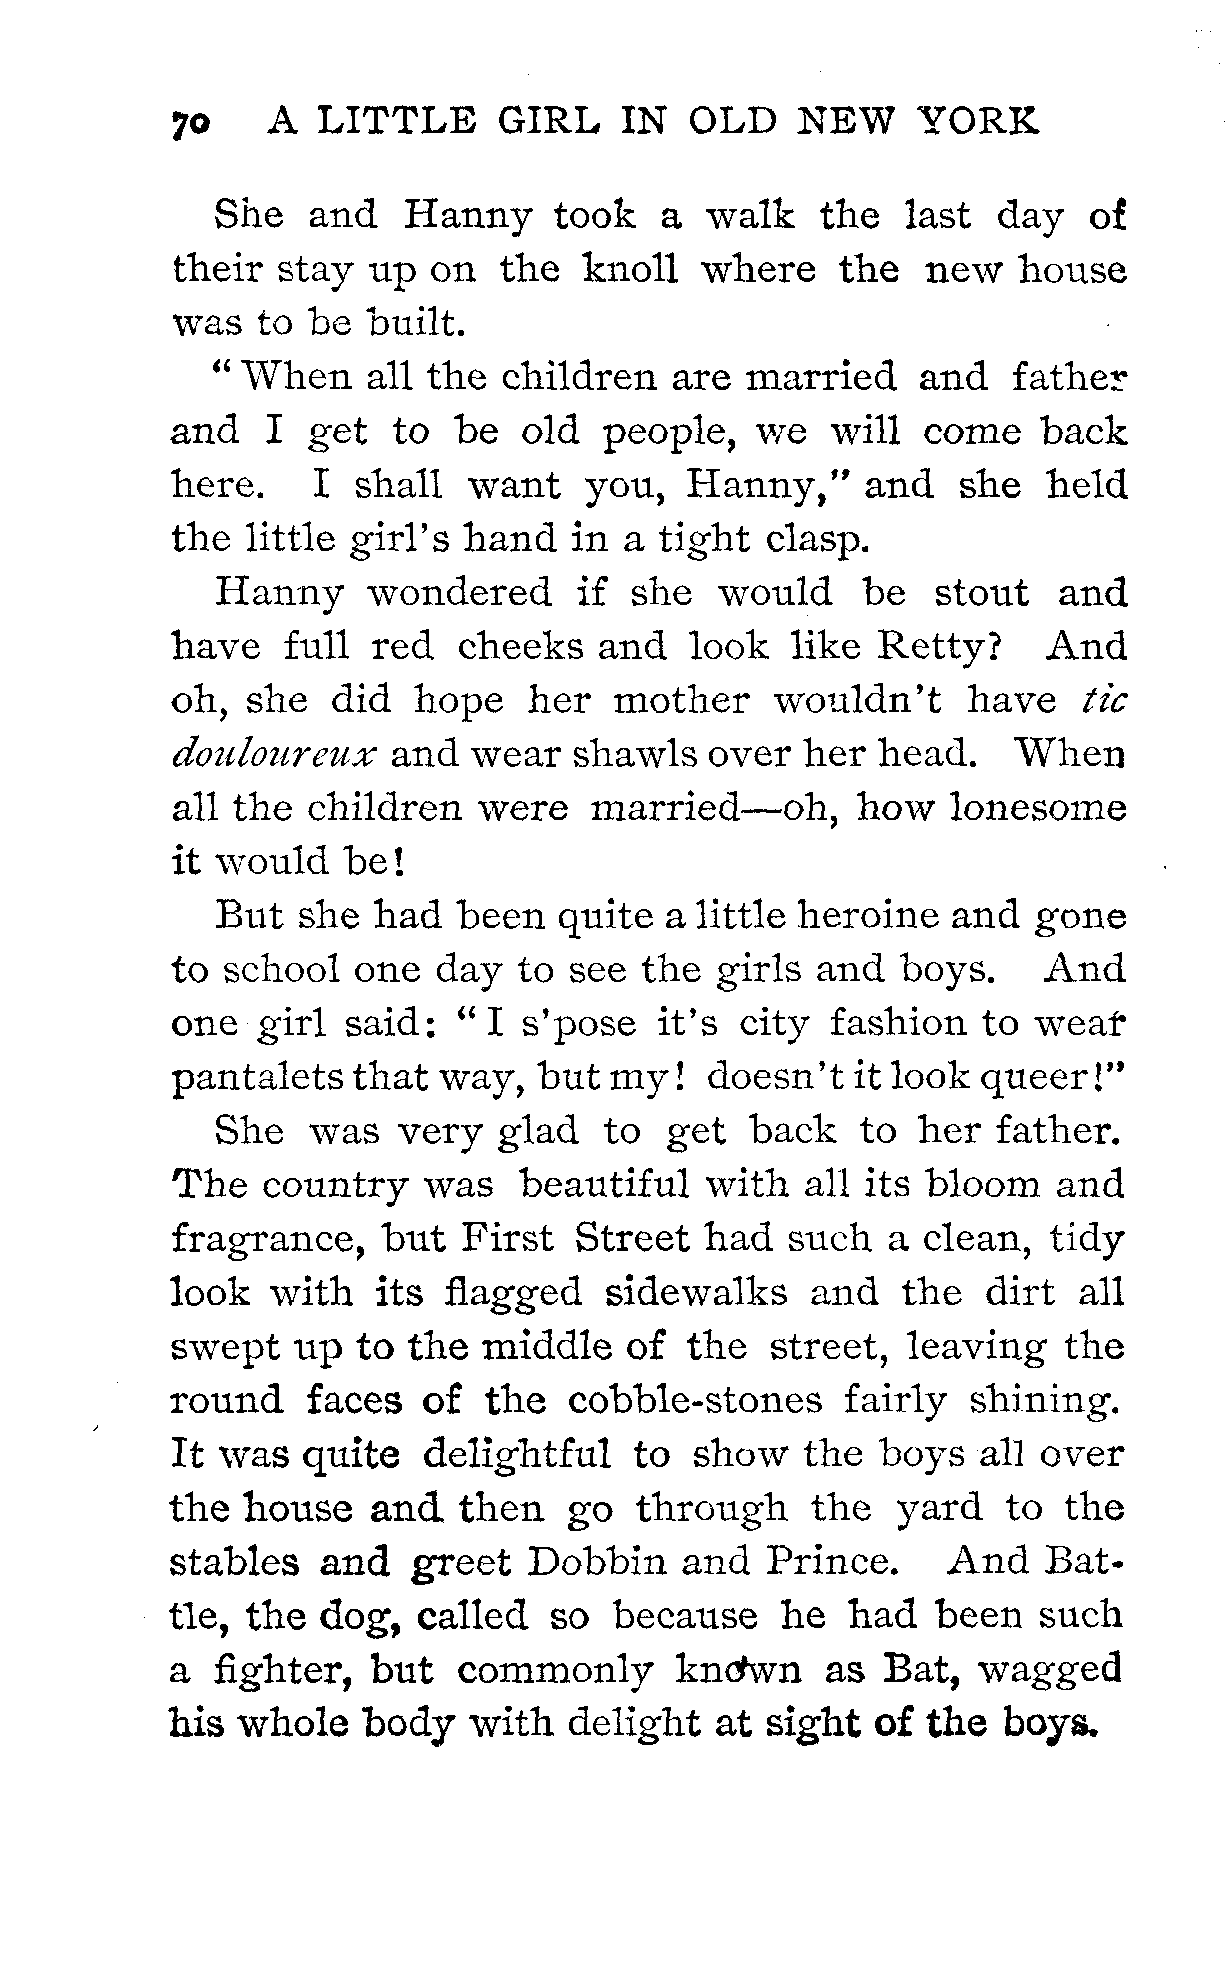 70 A LITTLE GIRL IN OLD NEW YORK
She and Hanny took a walk the last day of
their stay up on the knoll where the new house
was to be built.
“ When all the children are married and father
and I get to be old people, we will come back
here. I shall want you, Hanny,” and she held
the little girl’s hand in a tight clasp.
Hanny wondered if she would be stout and
have full red cheeks and look like Retty? And
oh, she did hope her mother wouldn’t have tic
douloureux and wear shawls over her head. When
all the children were married—oh, how lonesome
it would be!
But she had been quite a little heroine and gone
to school one day to see the girls and boys. And
one girl said: “ I s’pose it’s city fashion to wear
pantalets that way, but my! doesn’t it look queer!”
She was very glad to get back to her father.
The country was beautiful with all its bloom and
fragrance, but First Street had such a clean, tidy
look with its flagged sidewalks and the dirt all
swept up to the middle of the street, leaving the
round faces of the cobble-stones fairly shining.
It was quite delightful to show the boys all over
the house and then go through the yard to the
stables and greet Dobbin and Prince. And Bat-
tle, the dog, called so because he had been such
a fighter, but commonly known as Bat, wagged
his whole body with delight at sight of the boys.